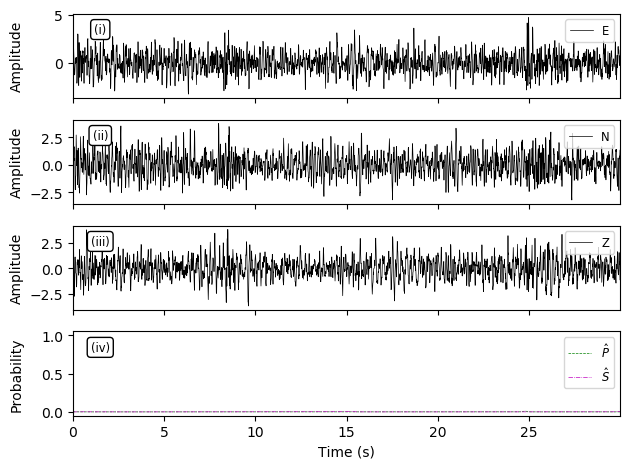 5
0
Amplitude
(i)
E
2.5
0.0
−2.5
Amplitude
(ii)
N
2.5
0.0
−2.5
Amplitude
(iii)
Z
1.0
0.5
0.0
Probability
(iv)
P̂
Ŝ
0 5 10 15 20 25
Time (s)